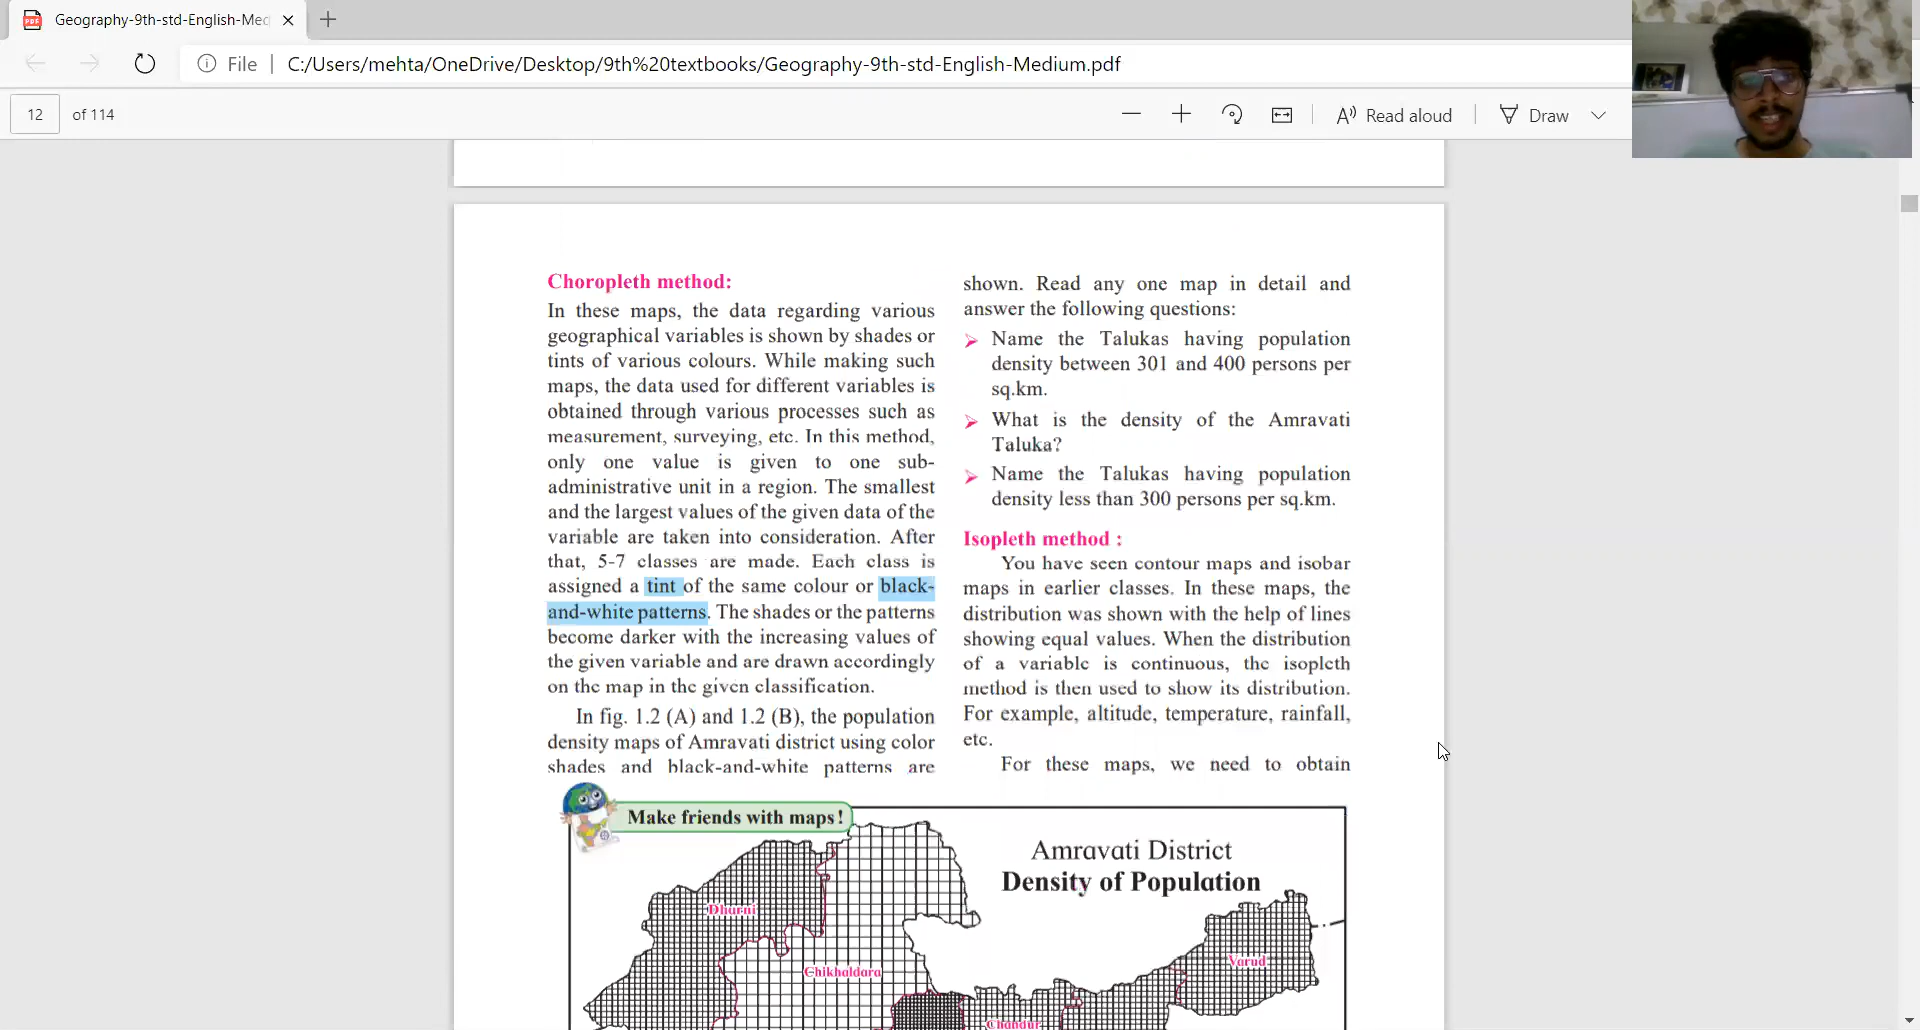 Geography-9th-std-English-Med
File
C:/Users/mehta/OneDrive/Desktop/9th%20textbooks/Geography-9th-std-English-Medium.pdf
12 of 114
Read aloud
Draw
Choropleth method:
In these maps, the data regarding various
geographical variables is shown by shades or
tints of various colours. While making such
maps, the data used for different variables is
obtained through various processes such as
measurement, surveying, etc. In this method,
only one value is given to one sub-
administrative unit in a region. The smallest
and the largest values of the given data of the
variable are taken into consideration. After
that, 5-7 classes are made. Each class is
assigned a tint of the same colour or black-
and-white patterns. The shades or the patterns
become darker with the increasing values of
the given variable and are drawn accordingly
on the map in the given classification.
In fig. 1.2 (A) and 1.2 (B), the population
density maps of Amravati district using color
shades and black-and-white patterns are
shown. Read any one map in detail and
answer the following questions:
➢ Name the Talukas having population
density between 301 and 400 persons per
sq.km.
➢ What is the density of the Amravati
Taluka?
➢ Name the Talukas having population
density less than 300 persons per sq.km.
Isopleth method :
You have seen contour maps and isobar
maps in earlier classes. In these maps, the
distribution was shown with the help of lines
showing equal values. When the distribution
of a variable is continuous, the isopleth
method is then used to show its distribution.
For example, altitude, temperature, rainfall,
etc.
For these maps, we need to obtain
Make friends with maps!
Amravati District
Density of Population
Dharni
Chikhaldara
Varud
Chandur